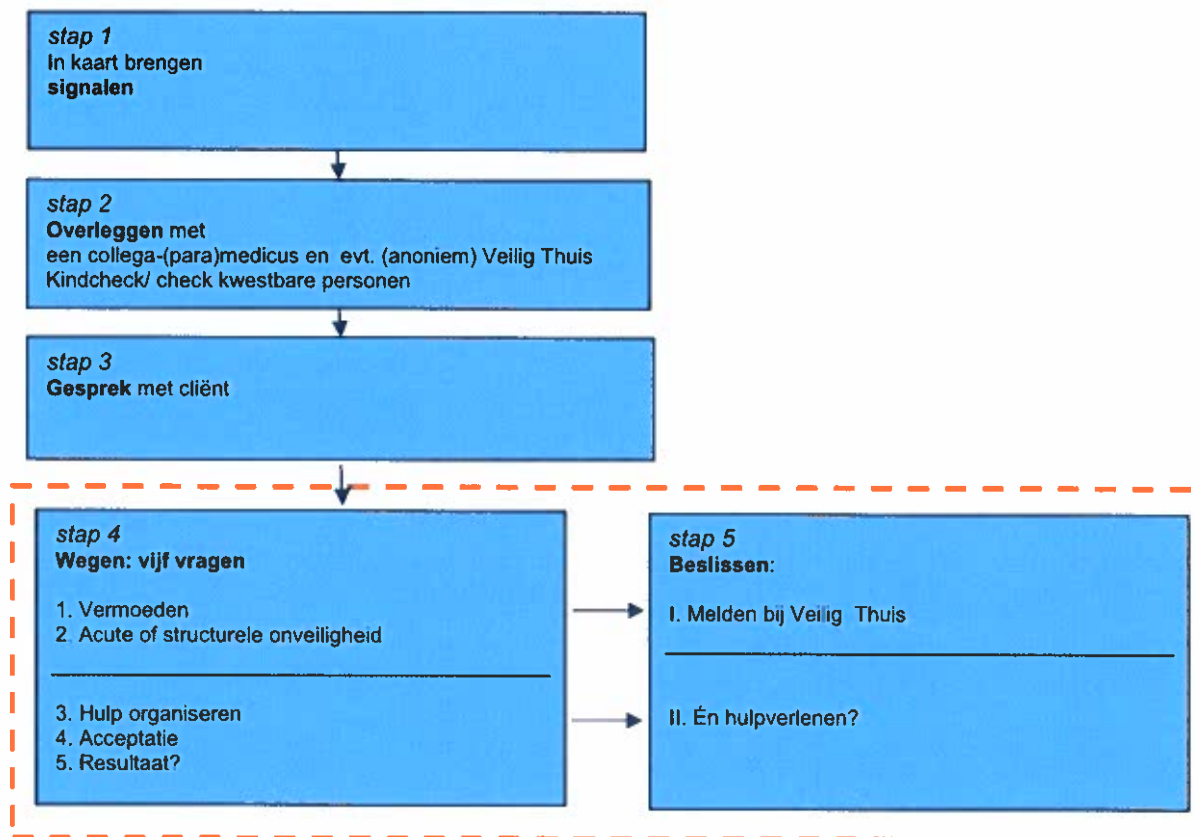 stap 1
In kaart brengen
signalen
stap 2
Overleggen met
een collega-(para)medicus en evt. (anoniem) Veilig Thuis
Kindcheck/ check kwestbare personen
stap 3
Gesprek met cliënt
stap 4
Wegen: vijf vragen
1. Vermoeden
2. Acute of structurele onveiligheid
3. Hulp organiseren
4. Acceptatie
5. Resultaat?
stap 5
Beslissen:
I. Melden bij Veilig Thuis
II. Én hulpverlenen?